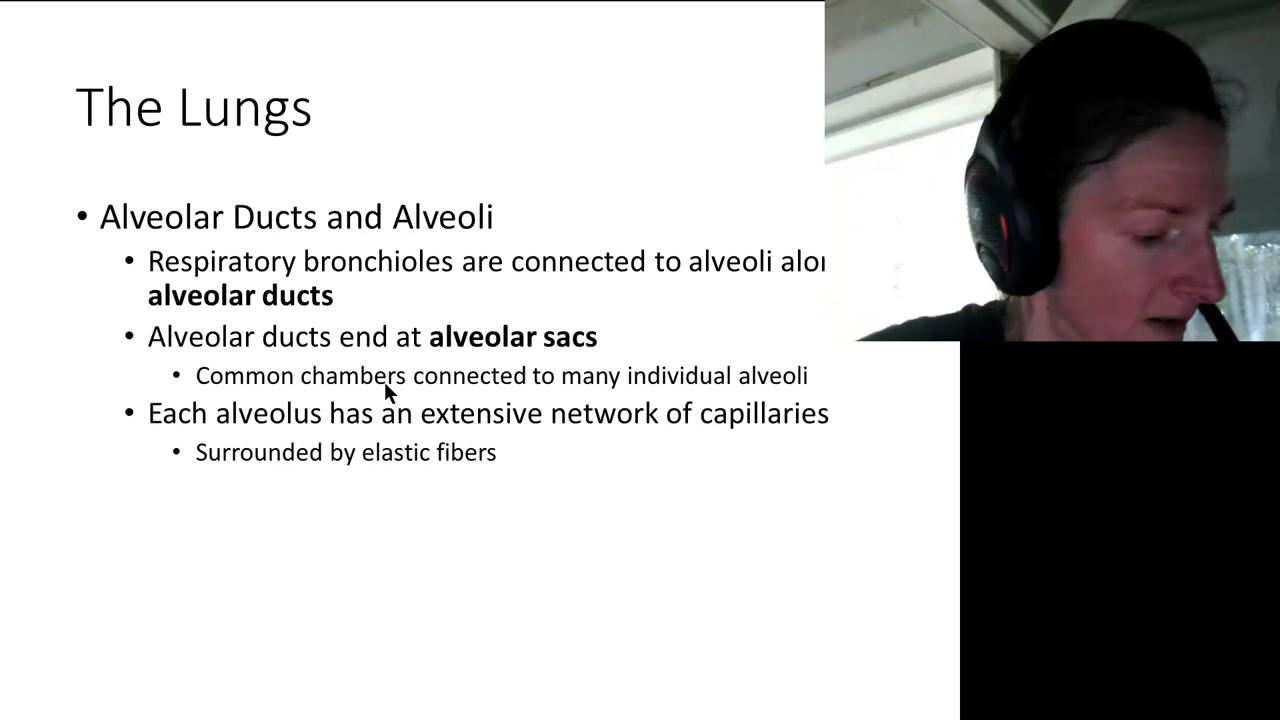 The Lungs
• Alveolar Ducts and Alveoli
• Respiratory bronchioles are connected to alveoli
alveolar ducts
• Alveolar ducts end at alveolar sacs
• Common chambers connected to many individual alveoli
• Each alveolus has an extensive network of capillaries
• Surrounded by elastic fibers